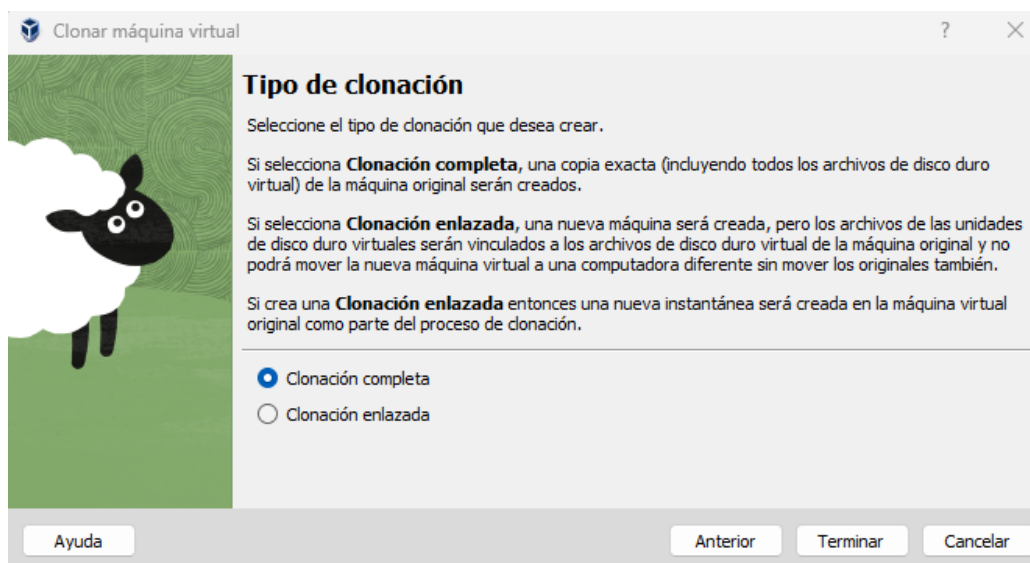 Clonar máquina virtual
Tipo de clonación
Seleccione el tipo de clonación que desea crear.
Si selecciona Clonación completa, una copia exacta (incluyendo todos los archivos de disco duro
virtual) de la máquina original serán creados.
Si selecciona Clonación enlazada, una nueva máquina será creada, pero los archivos de las unidades
de disco duro virtuales serán vinculados a los archivos de disco duro virtual de la máquina original y no
podrá mover la nueva máquina virtual a una computadora diferente sin mover los originales también.
Si crea una Clonación enlazada entonces una nueva instantánea será creada en la máquina virtual
original como parte del proceso de clonación.
Clonación completa
Clonación enlazada
Ayuda Anterior Terminar Cancelar